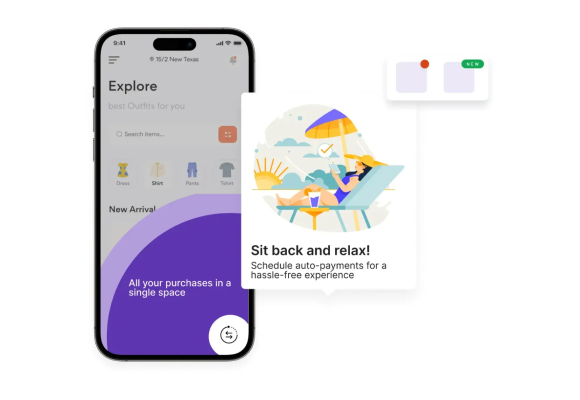 9:41
15/2 New Texas
Explore
best Outfits for you
Search items...
Dress
Shirt
Pants
Tshirt
New Arrival
All your purchases in a
single space
NEW
Sit back and relax!
Schedule auto-payments for a
hassle-free experience